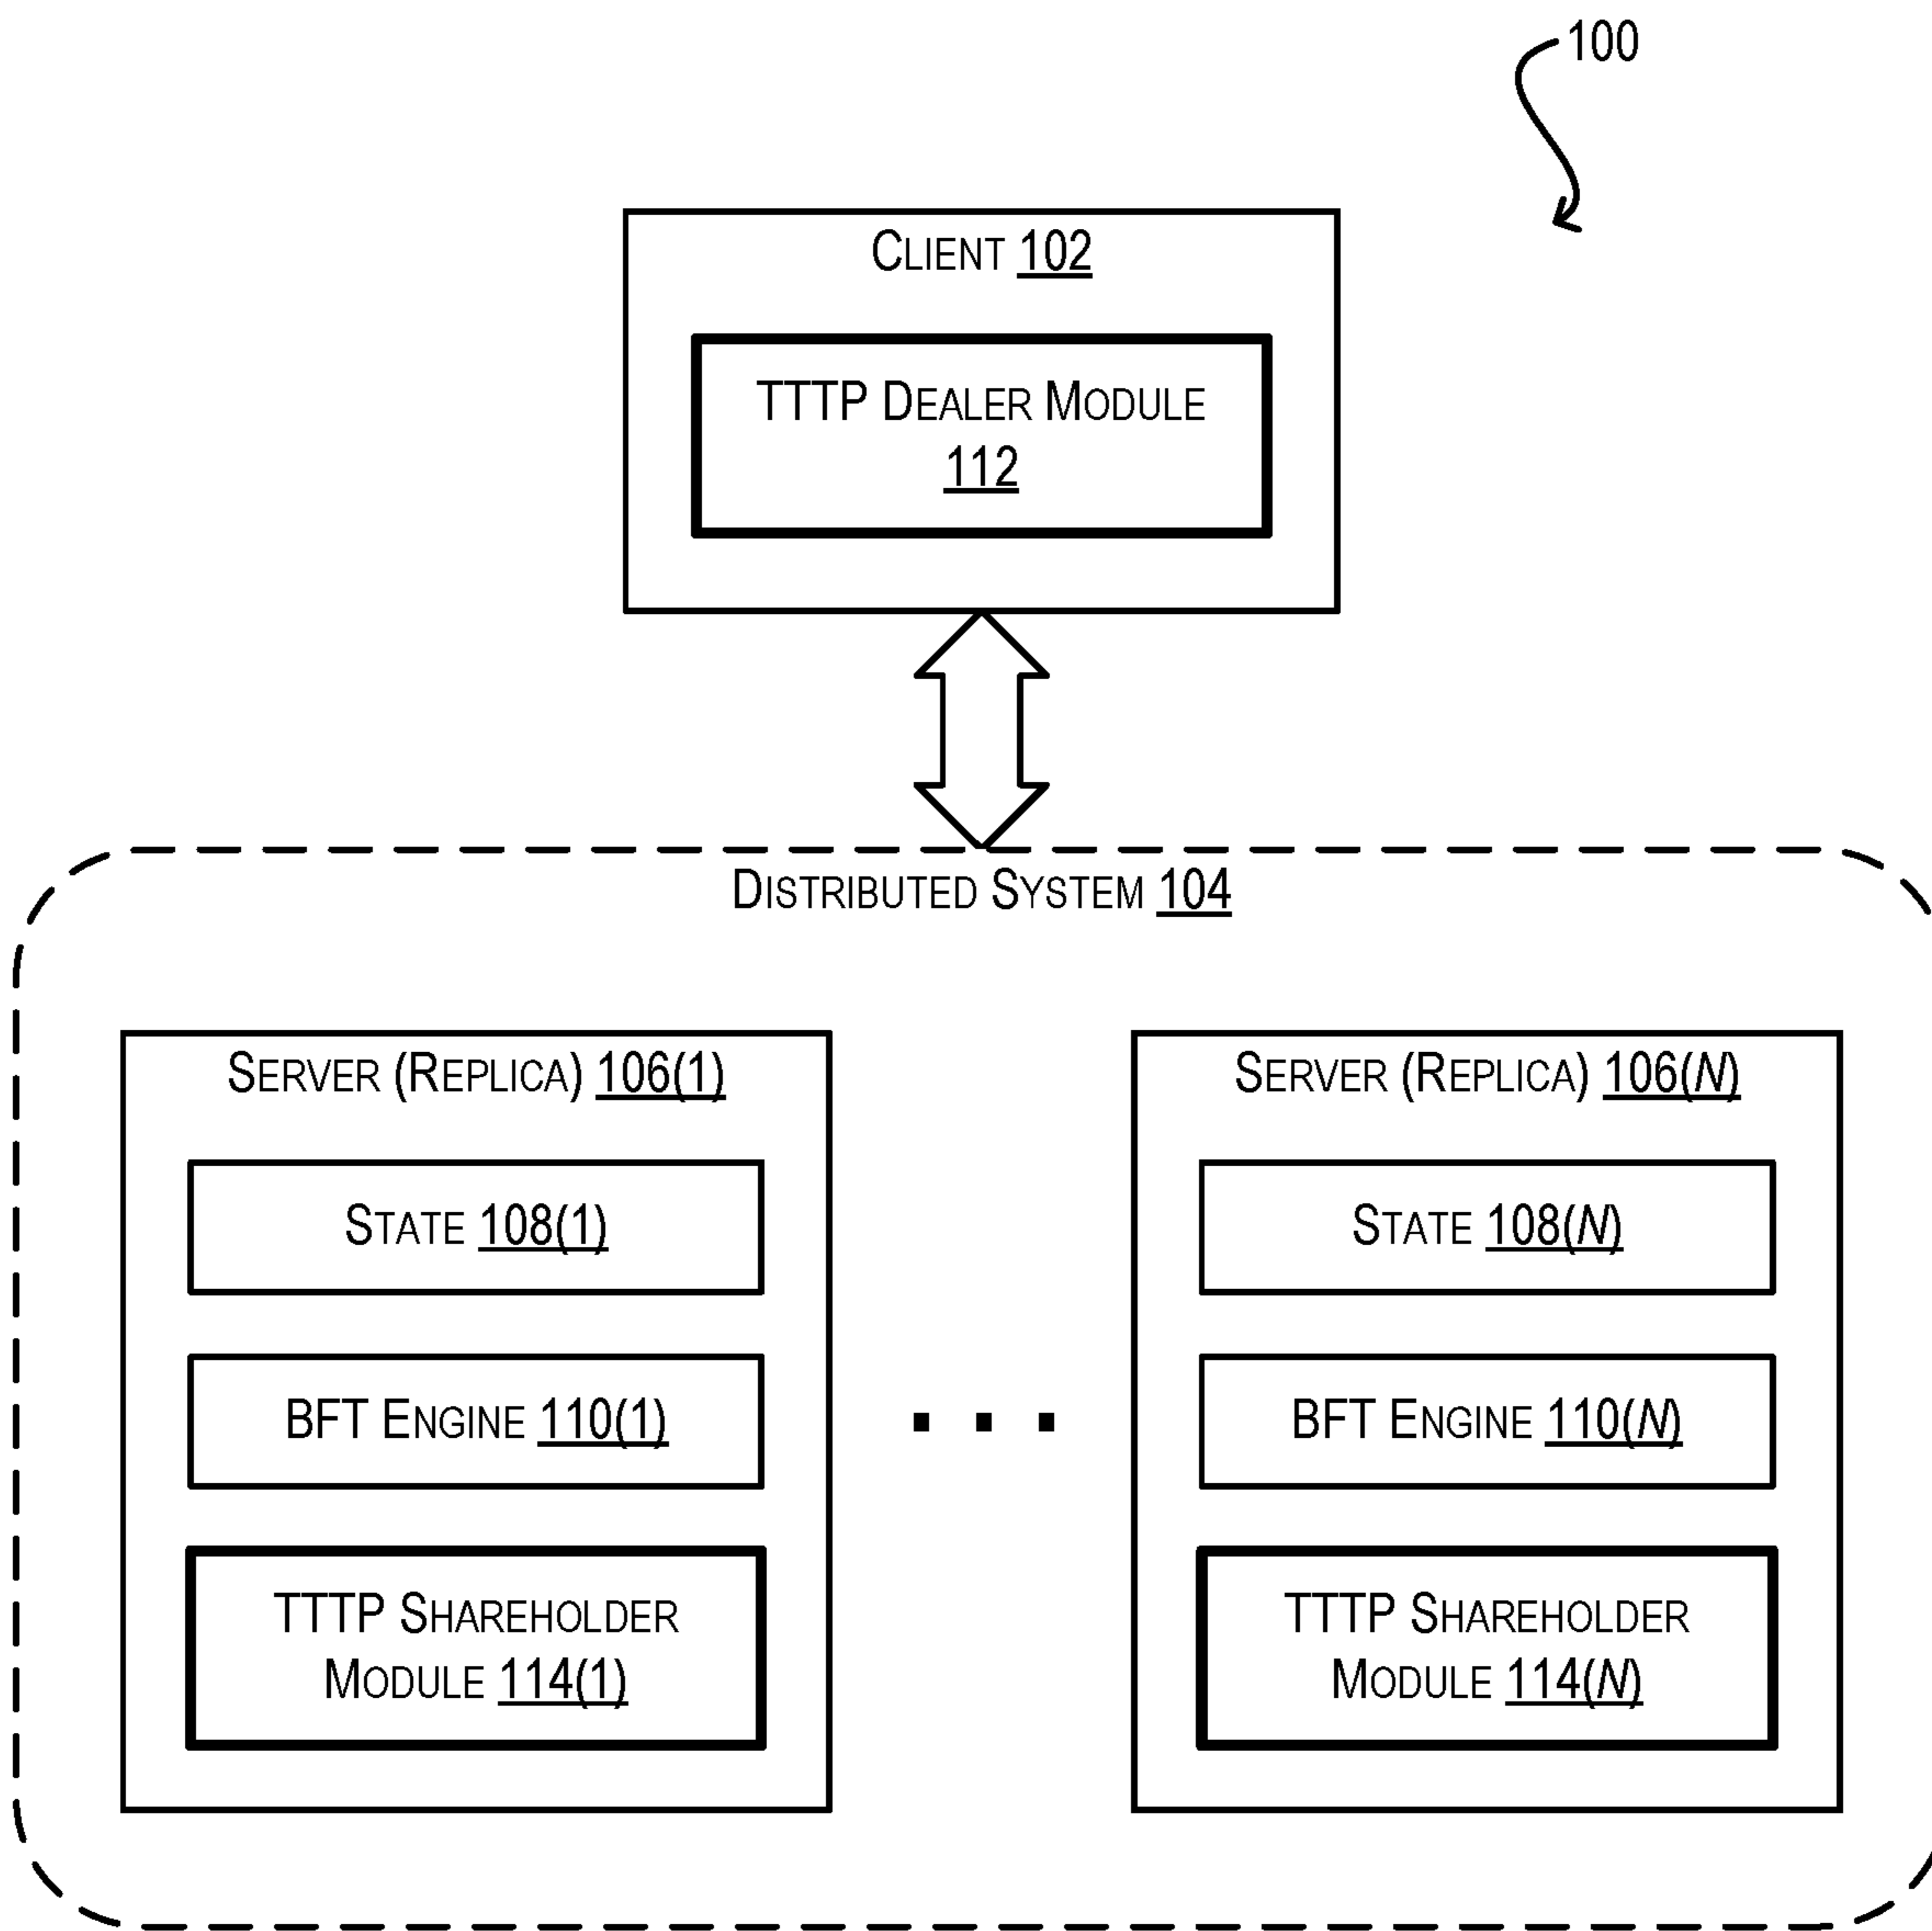 100
CLIENT 102
TTTP DEALER MODULE
112
DISTRIBUTED SYSTEM 104
SERVER (REPLICA) 106(1)
STATE 108(1)
BFT ENGINE 110(1)
TTTP SHAREHOLDER
MODULE 114(1)
SERVER (REPLICA) 106(N)
STATE 108(N)
BFT ENGINE 110(N)
TTTP SHAREHOLDER
MODULE 114(N)